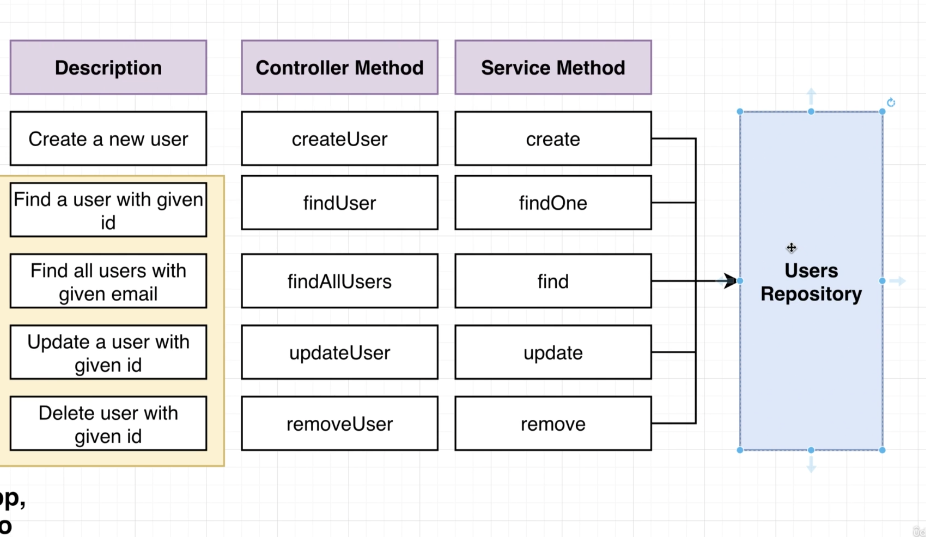 Description
Controller Method
Service Method
Create a new user
createUser
create
Find a user with given
id
findUser
findOne
Find all users with
given email
findAllUsers
find
Users
Repository
Update a user with
given id
updateUser
update
Delete user with
given id
removeUser
remove